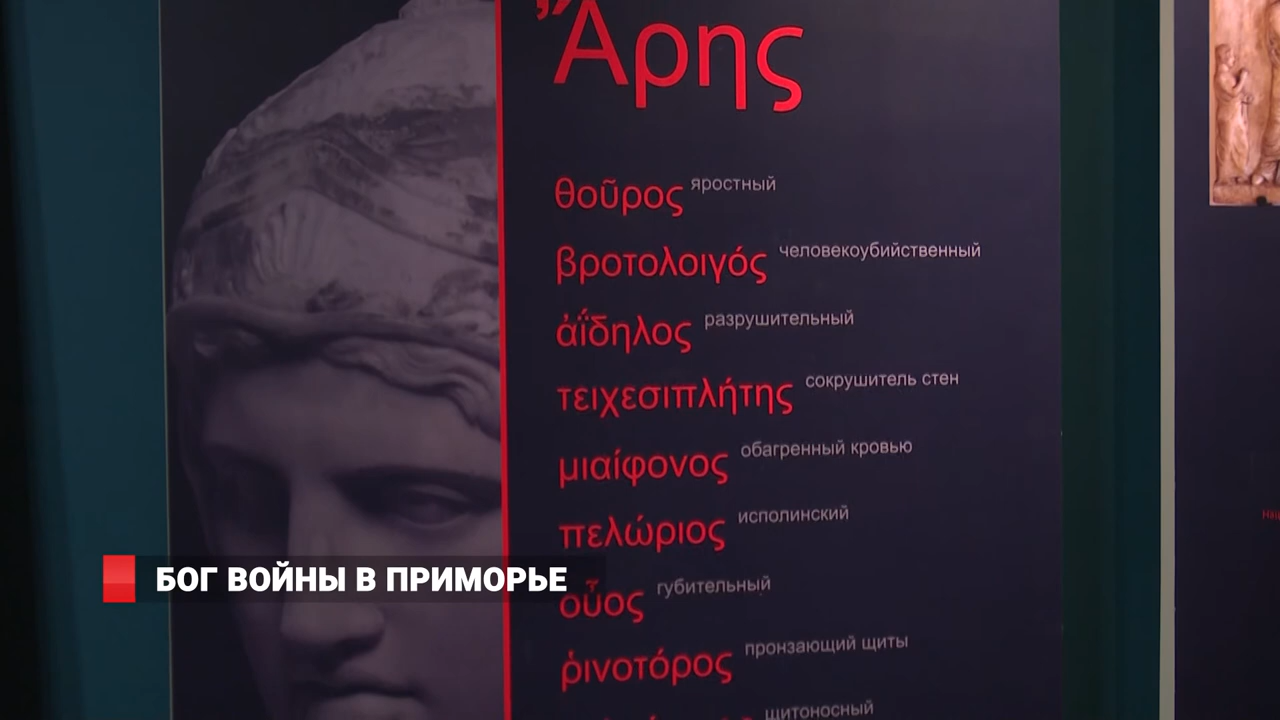 Ἄρης
θοῦρος яростный
βροτολοιγός человекоубийственный
ἀΐδηλος разрушительный
τειχεσιπλήτης сокрушитель стен
μιαίφονος обагренный кровью
πελώριος исполинский
οὖος губительный
ῥινοτόρος пронзающий щиты
щитоносный
БОГ ВОЙНЫ В ПРИМОРЬЕ